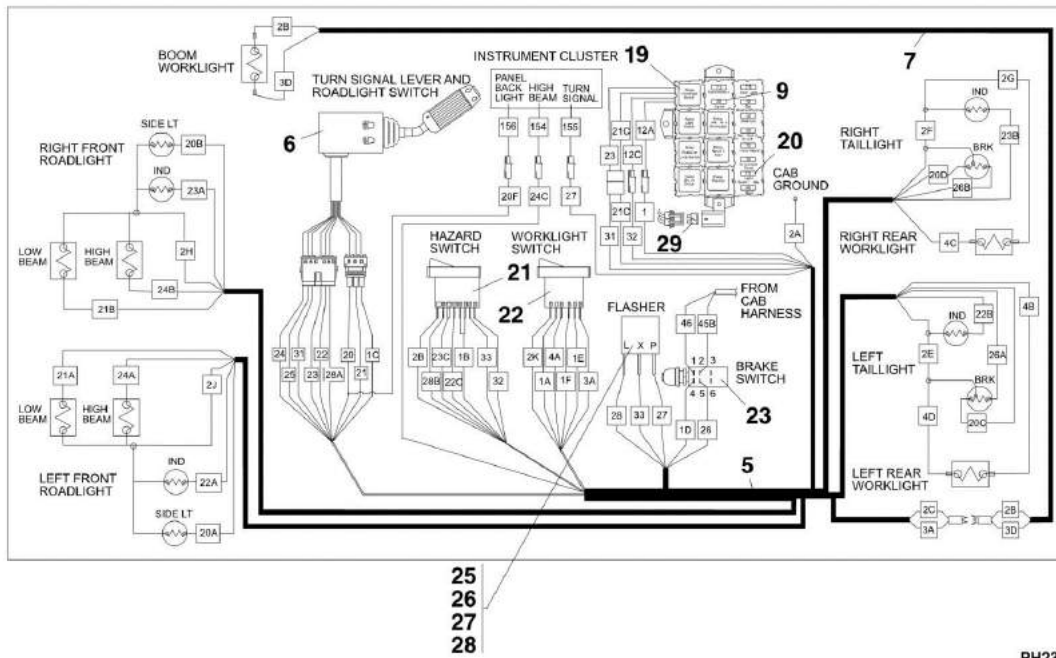 2B
BOOM
WORKLIGHT
3D
TURN SIGNAL LEVER AND
ROADLIGHT SWITCH
6
INSTRUMENT CLUSTER
PANEL
BACK
LIGHT
HIGH
BEAM
TURN
SIGNAL
156
154
155
20F
24C
27
19
9
20
21G
12A
23
12C
21C
1
31
32
29
CAB
GROUND
2A
7
2G
IND
2F
23B
RIGHT
TAILLIGHT
BRK
20D
26B
4C
RIGHT REAR
WORKLIGHT
SIDE LT
20B
RIGHT FRONT
ROADLIGHT
IND
23A
LOW
BEAM
HIGH
BEAM
2H
24B
21B
21A
24A
2J
LOW
BEAM
HIGH
BEAM
IND
22A
LEFT FRONT
ROADLIGHT
SIDE LT
20A
24
31
22
20
1C
25
23
28A
21
HAZARD
SWITCH
21
2B
23C
1B
33
28B
22C
32
WORKLIGHT
SWITCH
22
2K
4A
1E
1A
1F
3A
FLASHER
L X P
28
33
27
46
45B
FROM
CAB
HARNESS
1 2 3
4 5 6
BRAKE
SWITCH
23
1D
26
5
4B
22B
IND
26A
2E
LEFT
TAILLIGHT
BRK
20C
4D
LEFT REAR
WORKLIGHT
2C
2B
3A
3D
25
26
27
28